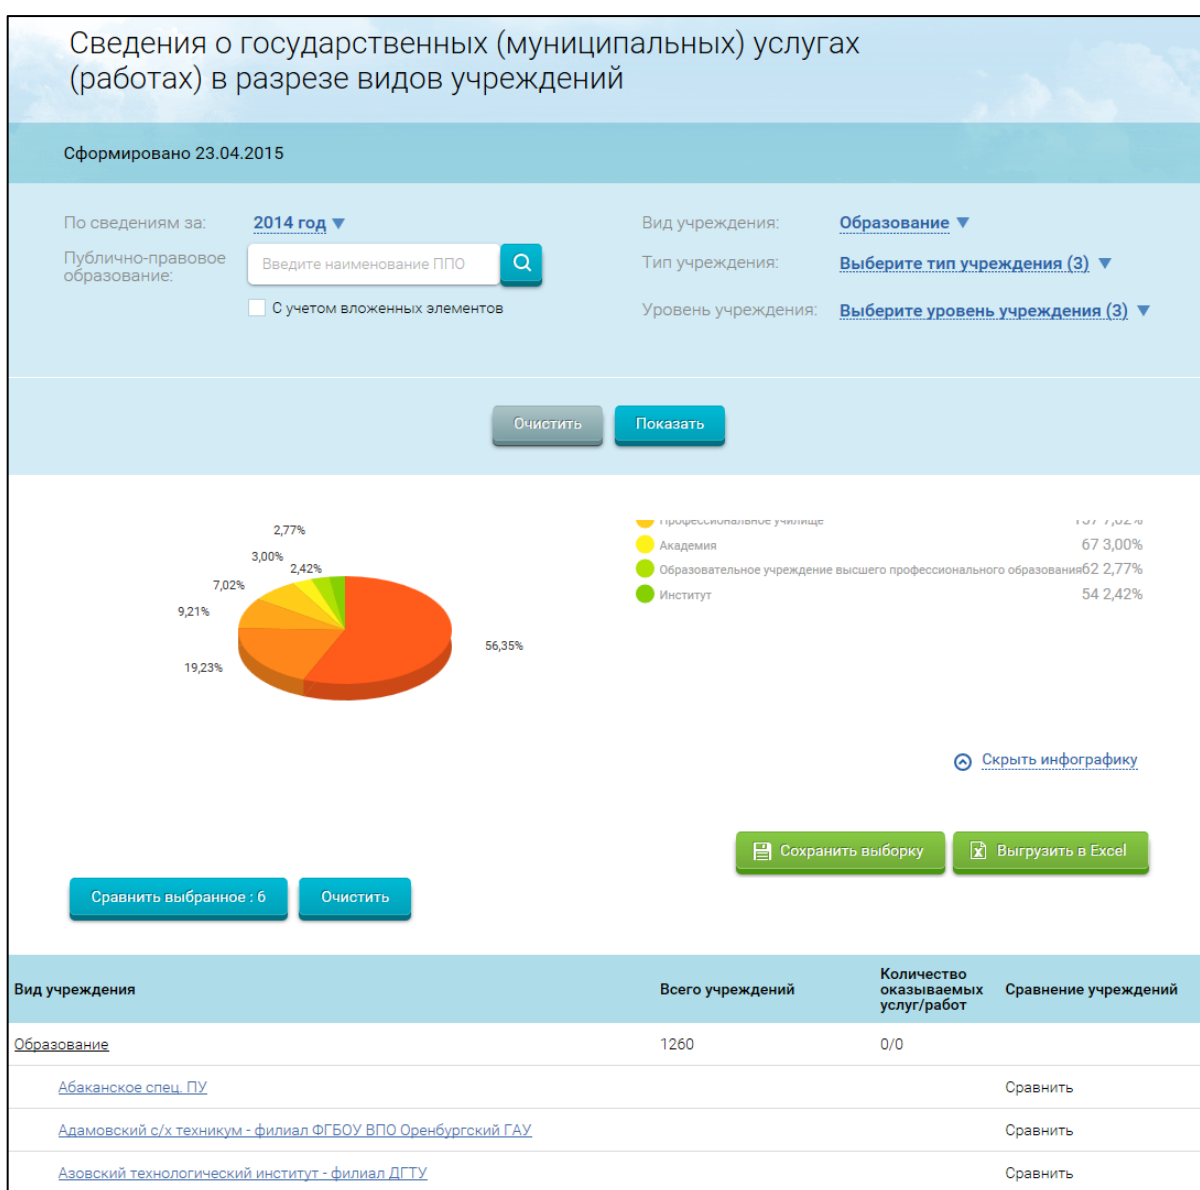 Сведения о государственных (муниципальных) услугах
(работах) в разрезе видов учреждений
Сформировано 23.04.2015
По сведениям за: 2014 год
Вид учреждения: Образование
Публично-правовое
образование:
Введите наименование ППО
Тип учреждения: Выберите тип учреждения (3)
С учетом вложенных элементов
Уровень учреждения: Выберите уровень учреждения (3)
Очистить Показать
2,77%
3,00%
2,42%
7,02%
9,21%
19,23%
56,35%
Профессиональное училище 157 7,02%
Академия 67 3,00%
Образовательное учреждение высшего профессионального образования 62 2,77%
Институт 54 2,42%
Скрыть инфографику
Сохранить выборку Выгрузить в Excel
Сравнить выбранное : 6 Очистить
Вид учреждения Всего учреждений Количество
оказываемых
услуг/работ Сравнение учреждений
Образование 1260 0/0
Абаканское спец. ПУ Сравнить
Адамовский с/х техникум - филиал ФГБОУ ВПО Оренбургский ГАУ Сравнить
Азовский технологический институт - филиал ДГТУ Сравнить